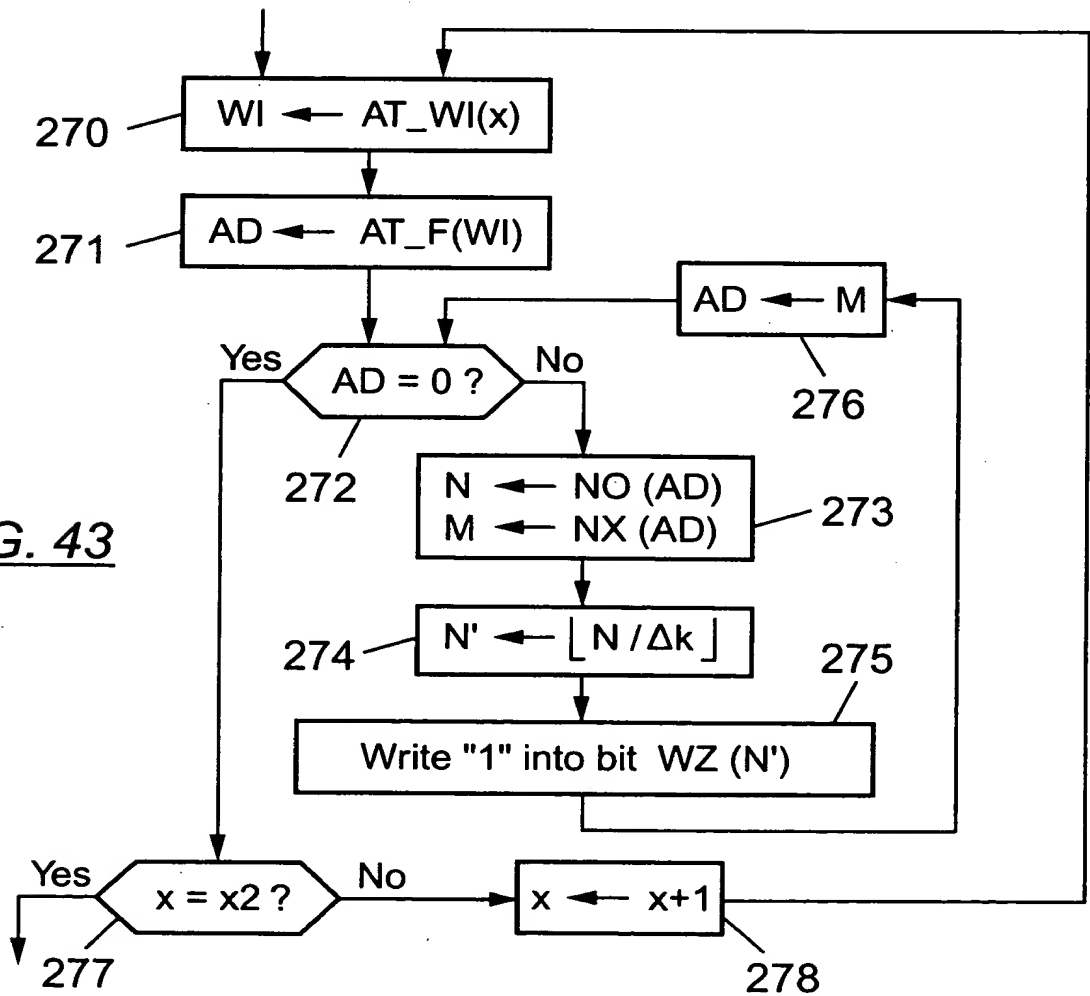 WI ← AT_WI(x)
270
AD ← AT_F(WI)
271
AD ← M
276
Yes
AD = 0 ?
No
272
N ← NO (AD)
M ← NX (AD)
273
G. 43
N' ← ⌊ N / Δk ⌋
274
275
Write "1" into bit WZ (N')
Yes
x = x2 ?
No
x ← x+1
277
278